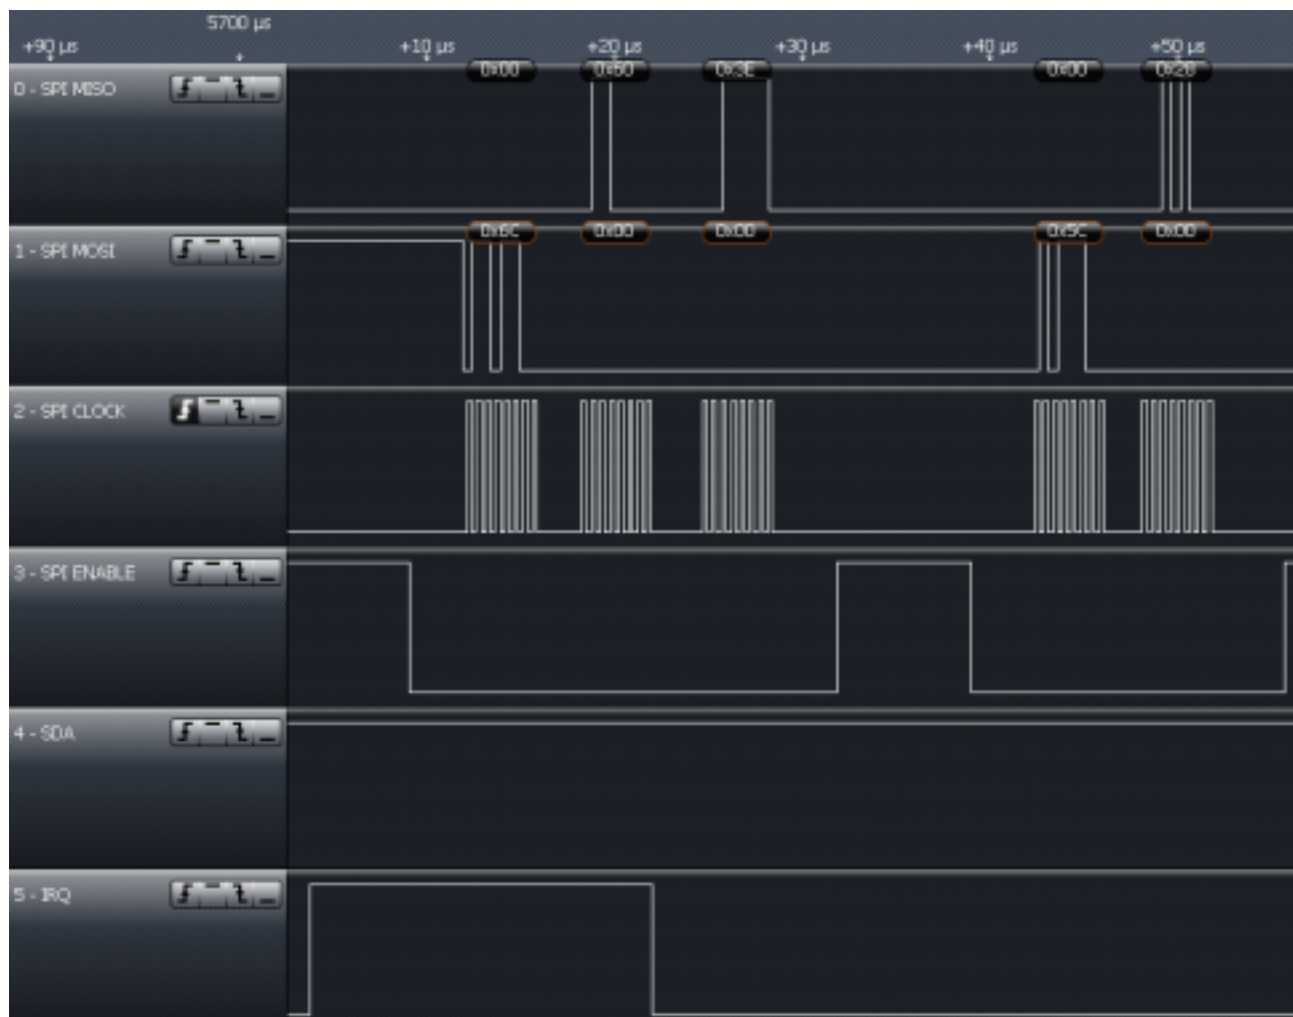 5700 µs
+90 µs +10 µs +20 µs +30 µs +40 µs +50 µs
0x00 0x60 0x3E 0x00 0x28
0 - SPI MISO
0x6C 0x00 0x00 0x5C 0x00
1 - SPI MOSI
2 - SPI CLOCK
3 - SPI ENABLE
4 - SDA
5 - IRQ